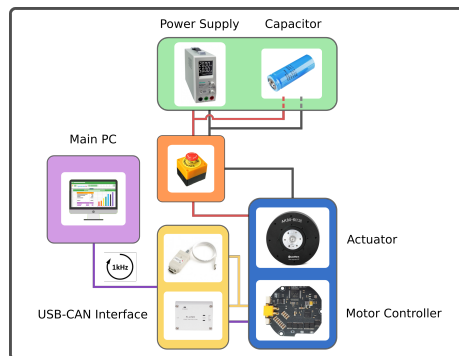 Power Supply
Capacitor
Main PC
1kHz
Actuator
USB-CAN Interface
Motor Controller